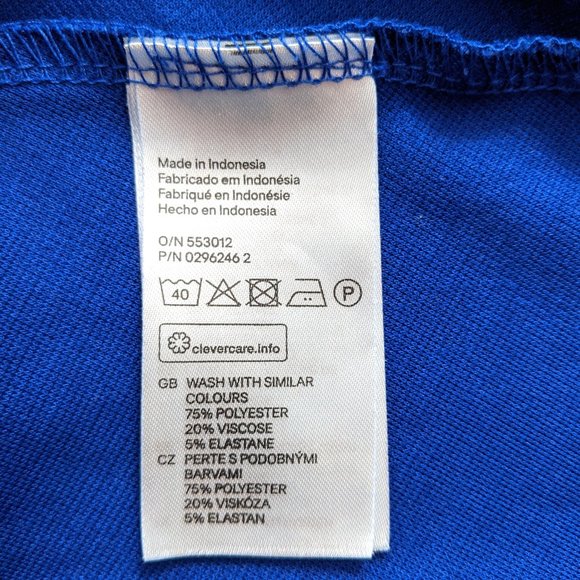 Made in Indonesia
Fabricado em Indonésia
Fabriqué en Indonésie
Hecho en Indonesia
O/N 553012
P/N 0296246 2
40 P
clevercare.info
GB WASH WITH SIMILAR
COLOURS
75% POLYESTER
20% VISCOSE
5% ELASTANE
CZ PERTE S PODOBNÝMI
BARVAMI
75% POLYESTER
20% VISKÓZA
5% ELASTAN